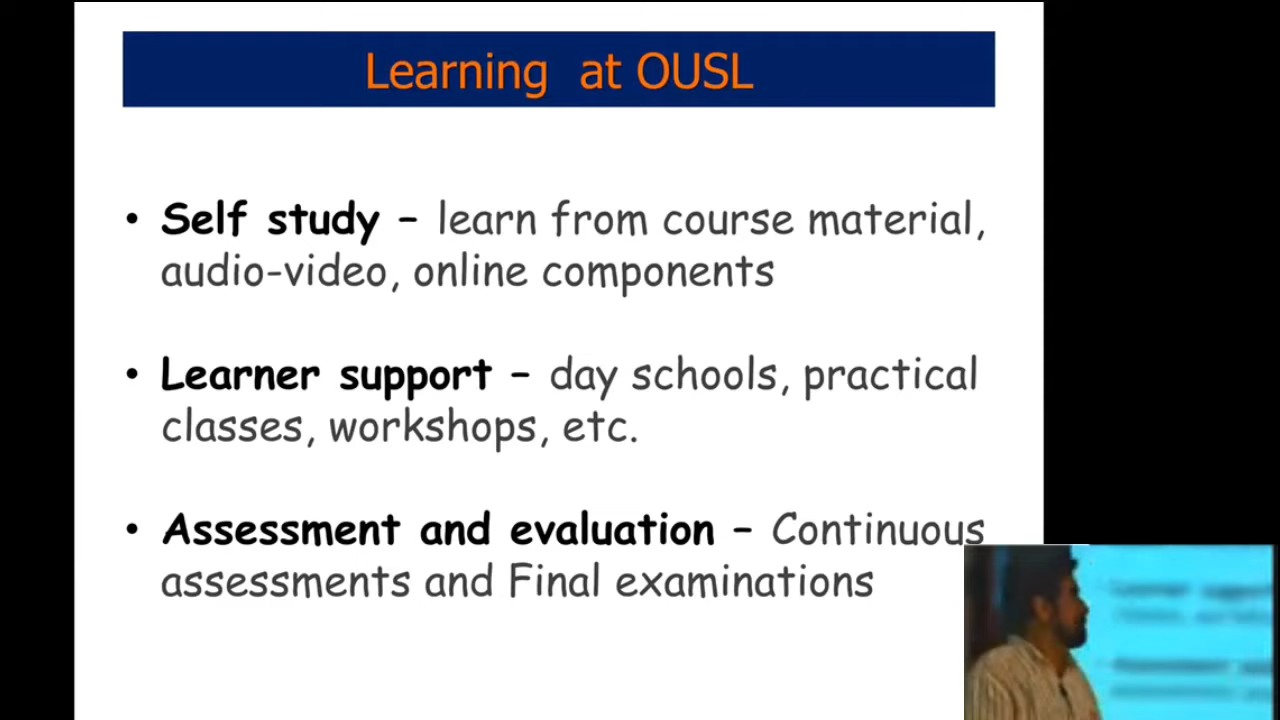 Learning at OUSL
• Self study – learn from course material,
audio-video, online components
• Learner support – day schools, practical
classes, workshops, etc.
• Assessment and evaluation – Continuous
assessments and Final examinations